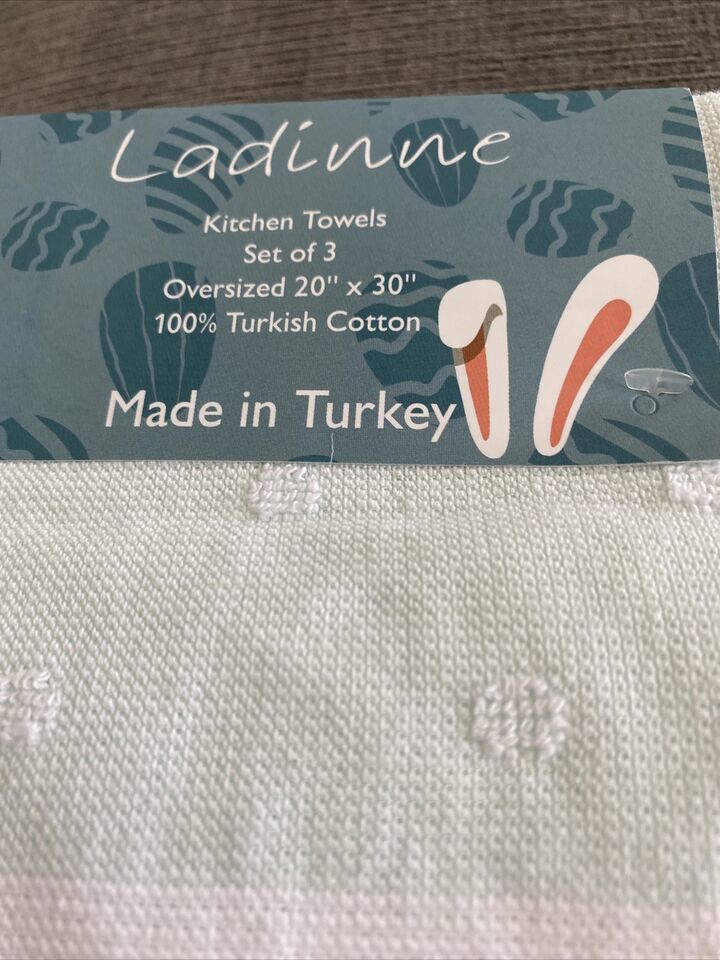 Ladinne
Kitchen Towels
Set of 3
Oversized 20" x 30"
100% Turkish Cotton
Made in Turkey